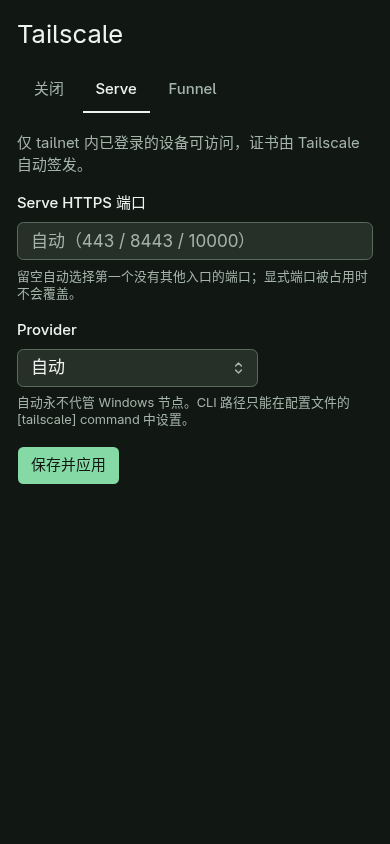 Tailscale
关闭
Serve
Funnel
仅 tailnet 内已登录的设备可访问，证书由 Tailscale
自动签发。
Serve HTTPS 端口
自动（443 / 8443 / 10000）
留空自动选择第一个没有其他入口的端口；显式端口被占用时
不会覆盖。
Provider
自动
自动永不代管 Windows 节点。CLI 路径只能在配置文件的
[tailscale] command 中设置。
保存并应用